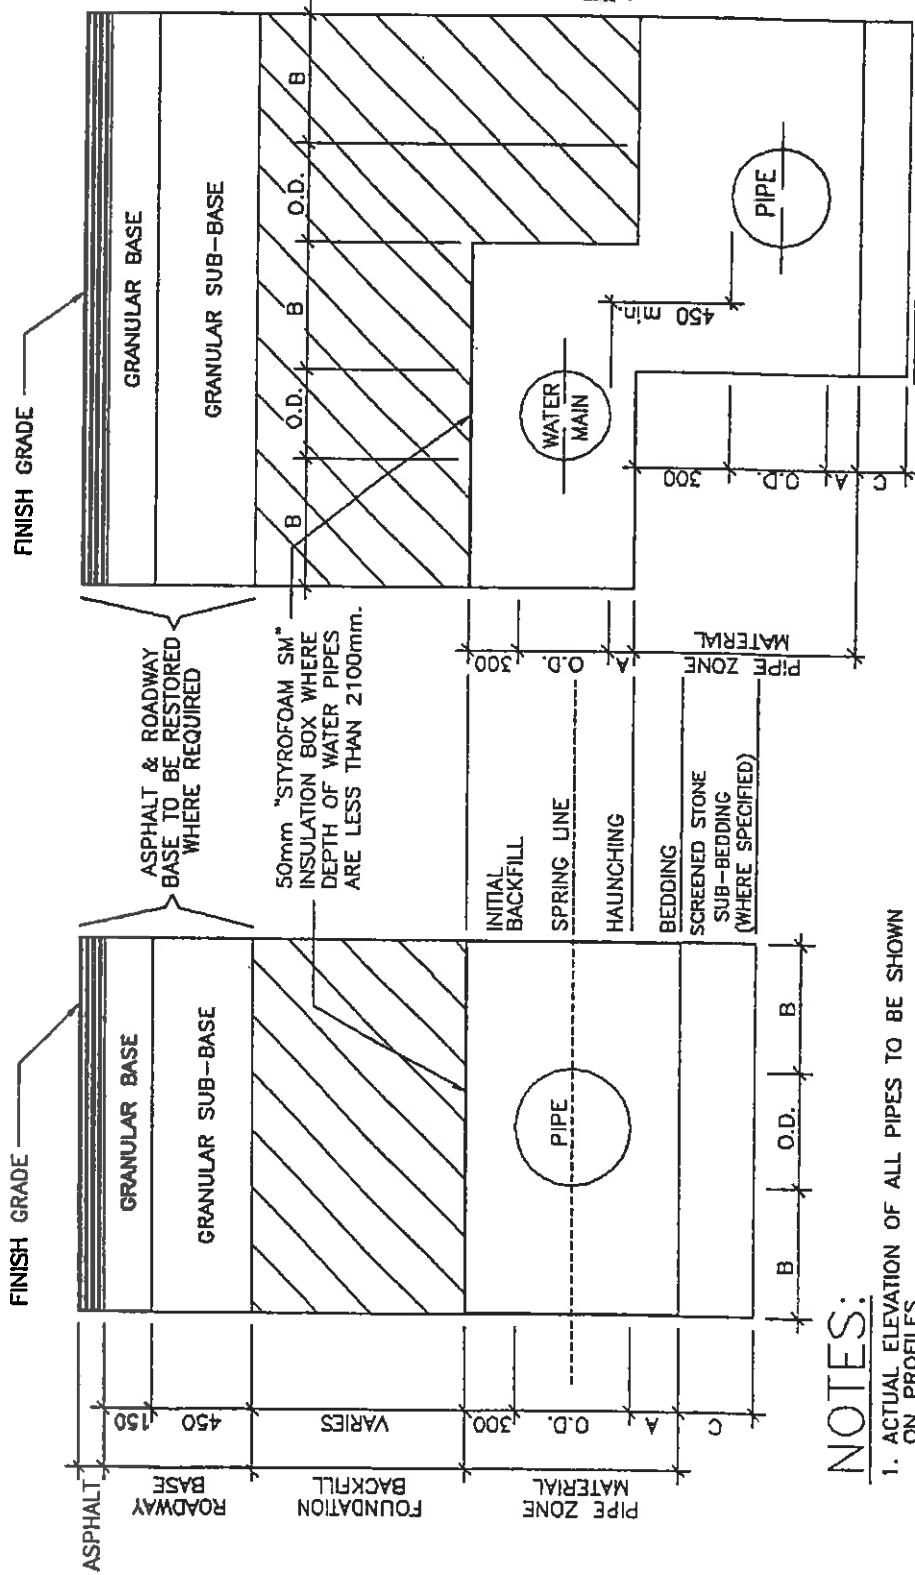 FINISH GRADE
ASPHALT
150
450
ROADWAY
BASE
GRANULAR BASE
GRANULAR SUB-BASE
VARIES
FOUNDATION
BACKFILL
300
O.D.
A
C
PIPE ZONE
MATERIAL
PIPE
B
O.D.
B
ASPHALT & ROADWAY
BASE TO BE RESTORED
WHERE REQUIRED
50mm "STYROFOAM SM"
INSULATION BOX WHERE
DEPTH OF WATER PIPES
ARE LESS THAN 2100mm.
INITIAL
BACKFILL
SPRING LINE
HAUNCHING
BEDDING
SCREENED STONE
SUB-BEDDING
(WHERE SPECIFIED)
FINISH GRADE
GRANULAR BASE
GRANULAR SUB-BASE
B
O.D.
B
O.D.
B
300
O.D.
A
PIPE ZONE
MATERIAL
WATER
MAIN
450 min.
PIPE
300
O.D.
A
C
NOTES:
1. ACTUAL ELEVATION OF ALL PIPES TO BE SHOWN
ON PROFILES